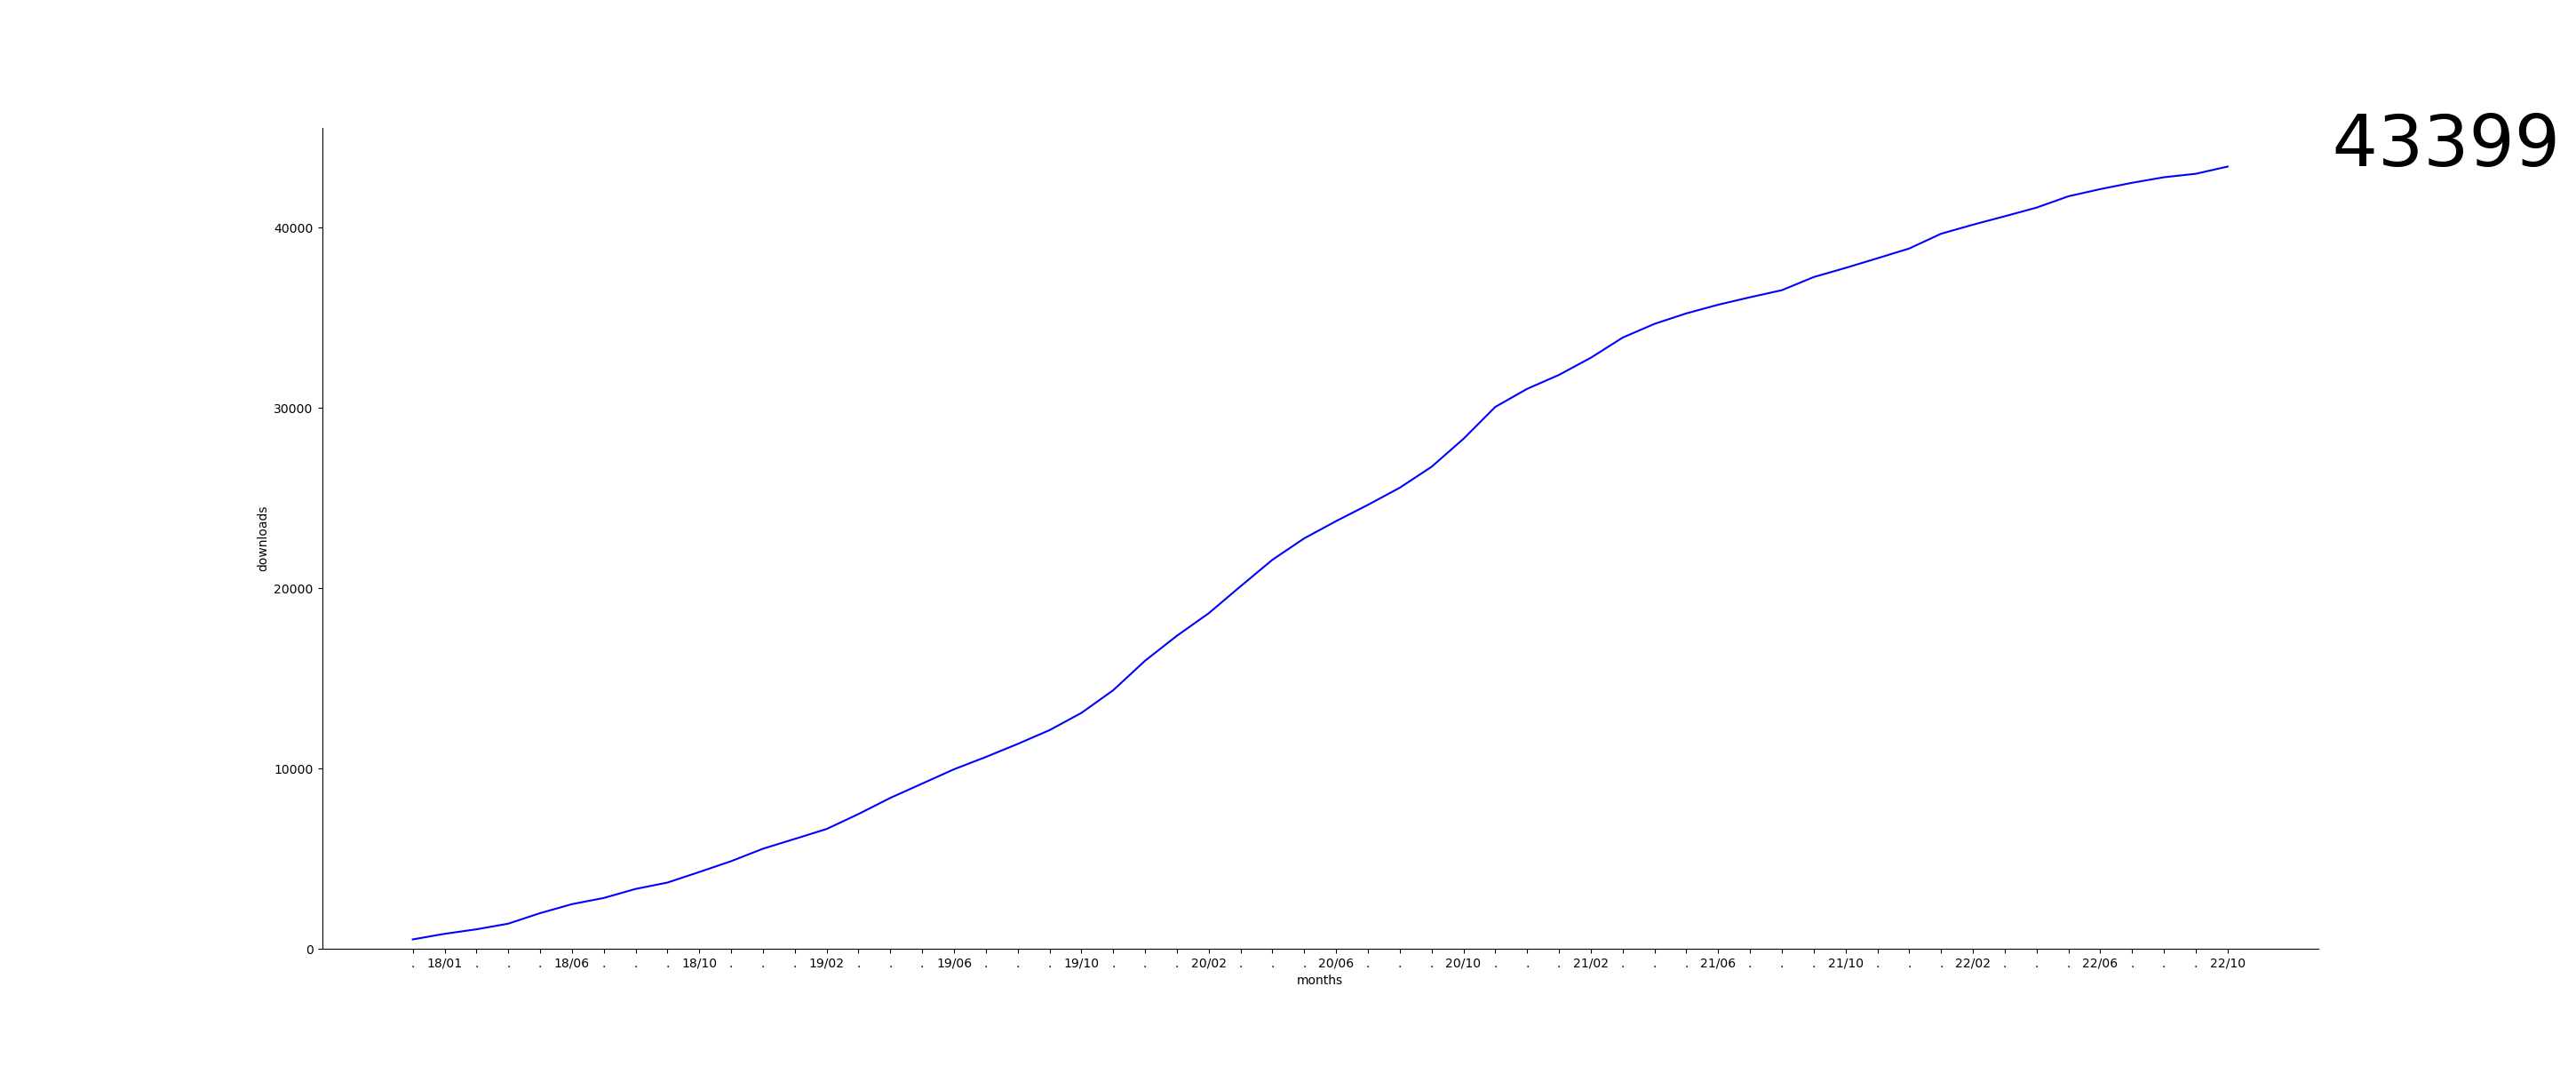 43399
40000
30000
20000
10000
0
downloads
. 18/01 . . . 18/06 . . . 18/10 . . . 19/02 . . . 19/06 . . . 19/10 . . . 20/02 . . . 20/06 . . . 20/10 . . . 21/02 . . . 21/06 . . . 21/10 . . . 22/02 . . . 22/06 . . . 22/10
months